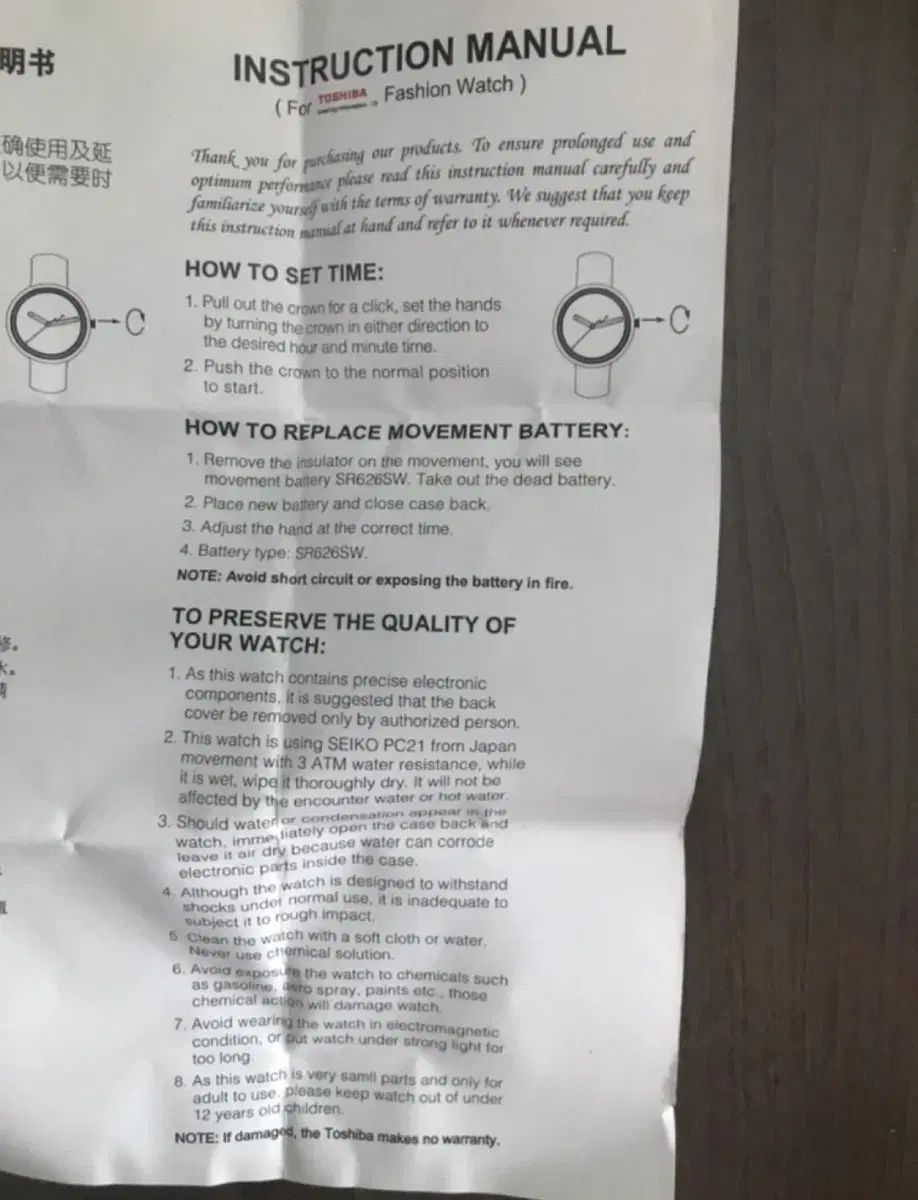 明书
确使用及延
以便需要时
修。
水。
INSTRUCTION MANUAL
( For TOSHIBA Fashion Watch )
Thank you for purchasing our products. To ensure prolonged use and
optimum performance please read this instruction manual carefully and
familiarize yourself with the terms of warranty. We suggest that you keep
this instruction manual at hand and refer to it whenever required.
HOW TO SET TIME:
1. Pull out the crown for a click, set the hands
by turning the crown in either direction to
the desired hour and minute time.
2. Push the crown to the normal position
to start.
HOW TO REPLACE MOVEMENT BATTERY:
1. Remove the insulator on the movement, you will see
movement battery SR626SW. Take out the dead battery.
2. Place new battery and close case back.
3. Adjust the hand at the correct time.
4. Battery type: SR626SW.
NOTE: Avoid short circuit or exposing the battery in fire.
TO PRESERVE THE QUALITY OF
YOUR WATCH:
1. As this watch contains precise electronic
components, it is suggested that the back
cover be removed only by authorized person.
2. This watch is using SEIKO PC21 from Japan
movement with 3 ATM water resistance, while
it is wet, wipe it thoroughly dry. It will not be
affected by the encounter water or hot water.
3. Should water or condensation appear in the
watch, immediately open the case back and
leave it air dry because water can corrode
electronic parts inside the case.
4. Although the watch is designed to withstand
shocks under normal use, it is inadequate to
subject it to rough impact.
5. Clean the watch with a soft cloth or water.
Never use chemical solution.
6. Avoid exposure the watch to chemicals such
as gasoline, aero spray, paints etc., those
chemical action will damage watch.
7. Avoid wearing the watch in electromagnetic
condition, or put watch under strong light for
too long.
8. As this watch is very samll parts and only for
adult to use, please keep watch out of under
12 years old children.
NOTE: If damaged, the Toshiba makes no warranty.